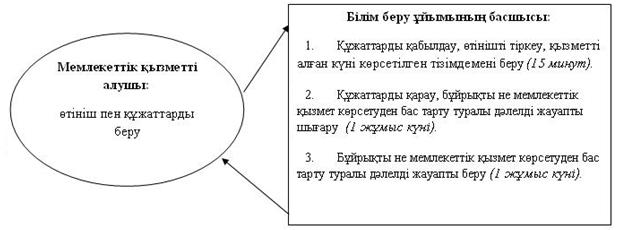 Мемлекеттік қызметті
алушы:
өтініш пен құжаттарды
беру
Білім беру ұйымының басшысы:
1. Құжаттарды қабылдау, өтінішті тіркеу, қызметті
алған күні көрсетілген тізімдемені беру (15 минут).
2. Құжаттарды қарау, бұйрықты не мемлекеттік
қызмет көрсетуден бас тарту туралы дәлелді жауапты
шығару (1 жұмыс күні).
3. Бұйрықты не мемлекеттік қызмет көрсетуден бас
тарту туралы дәлелді жауапты беру (1 жұмыс күні).